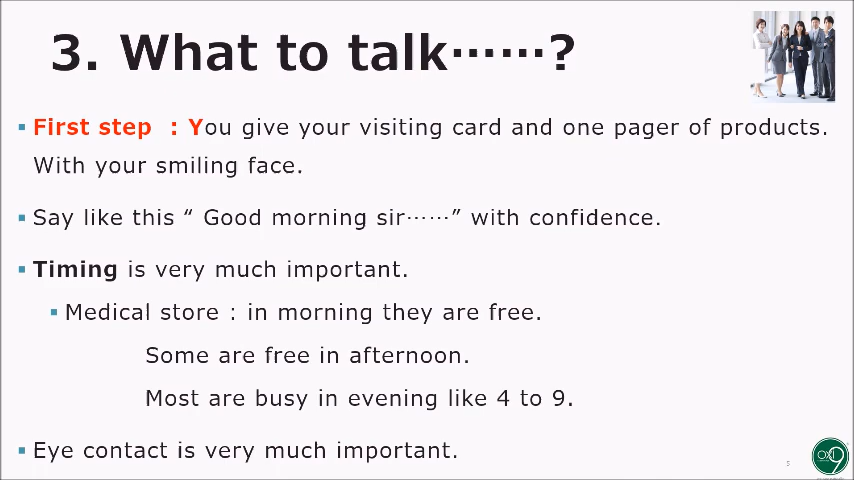 3. What to talk……?
First step : You give your visiting card and one pager of products.
With your smiling face.
Say like this “ Good morning sir……” with confidence.
Timing is very much important.
Medical store : in morning they are free.
Some are free in afternoon.
Most are busy in evening like 4 to 9.
Eye contact is very much important.
3
OXI
9